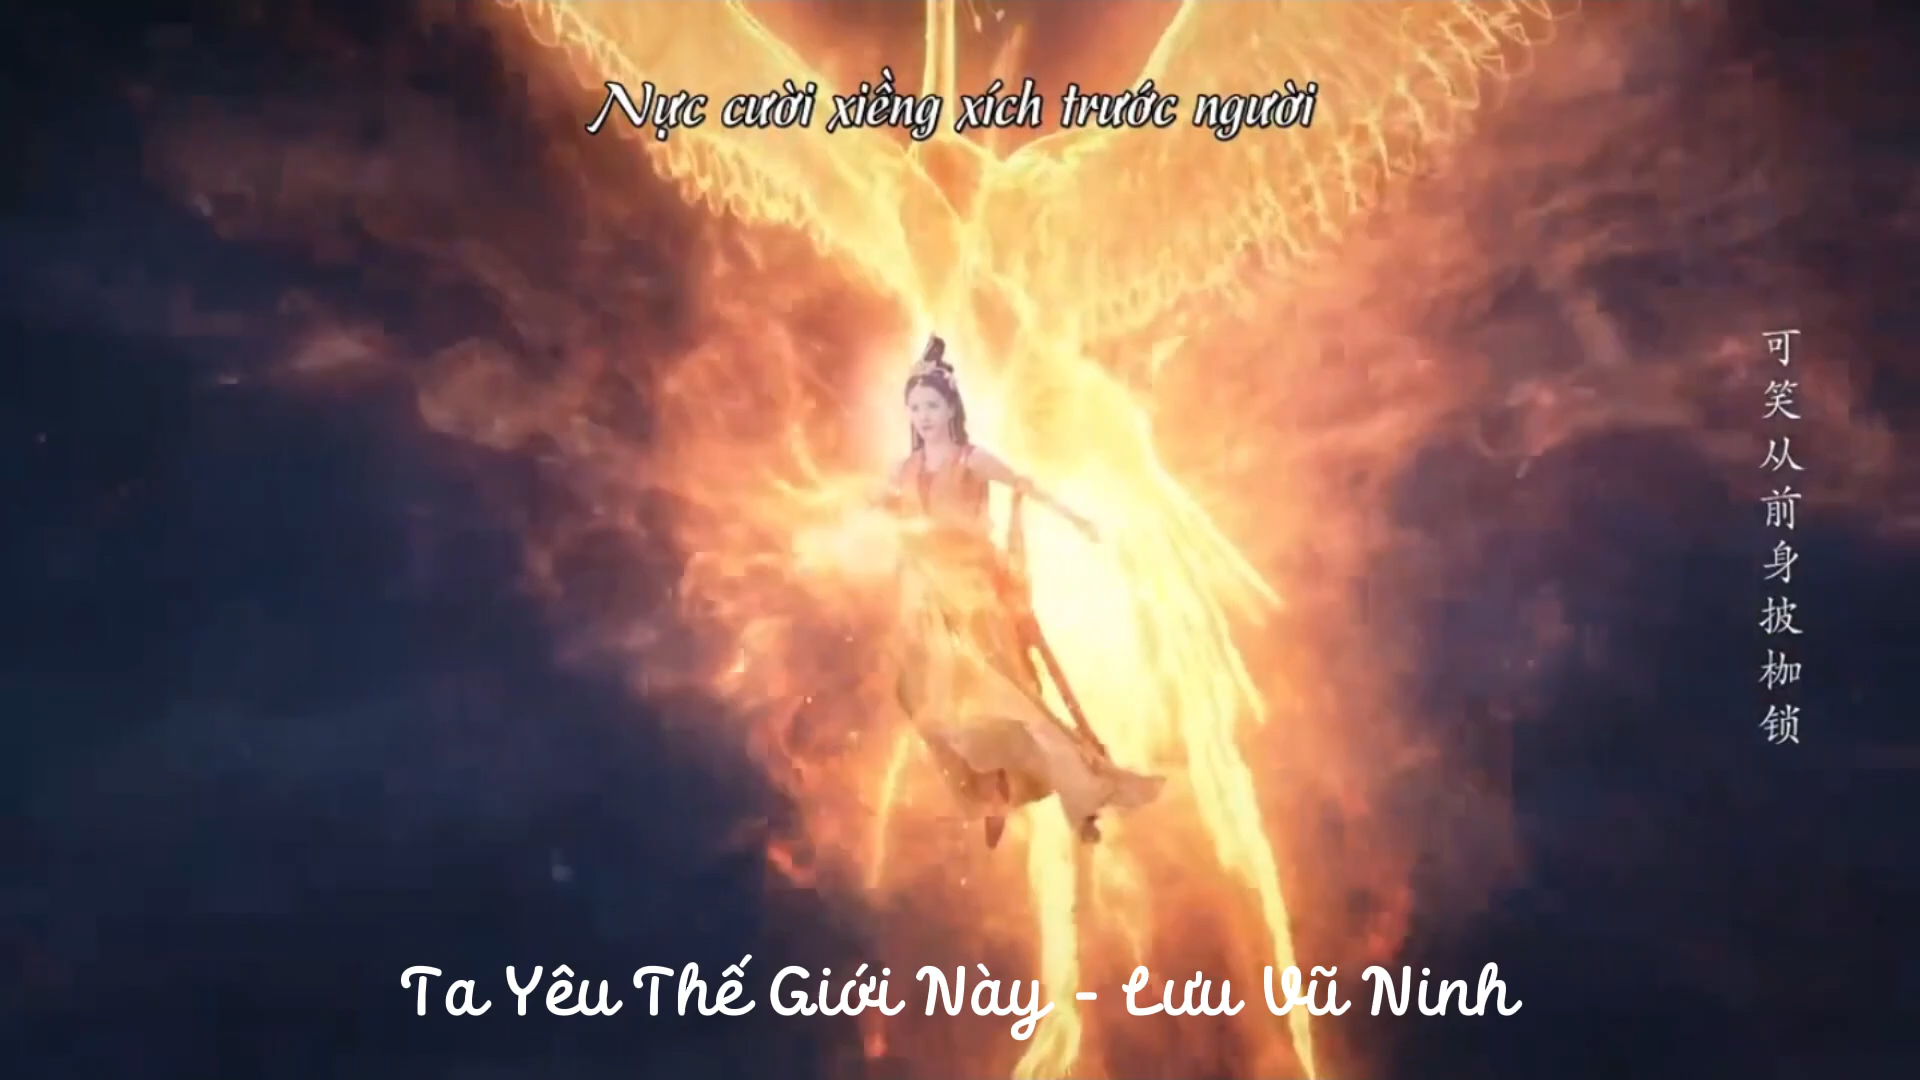 Nực cười xiềng xích trước người
可笑从前身披枷锁
Ta Yêu Thế Giới Này - Lưu Vũ Ninh